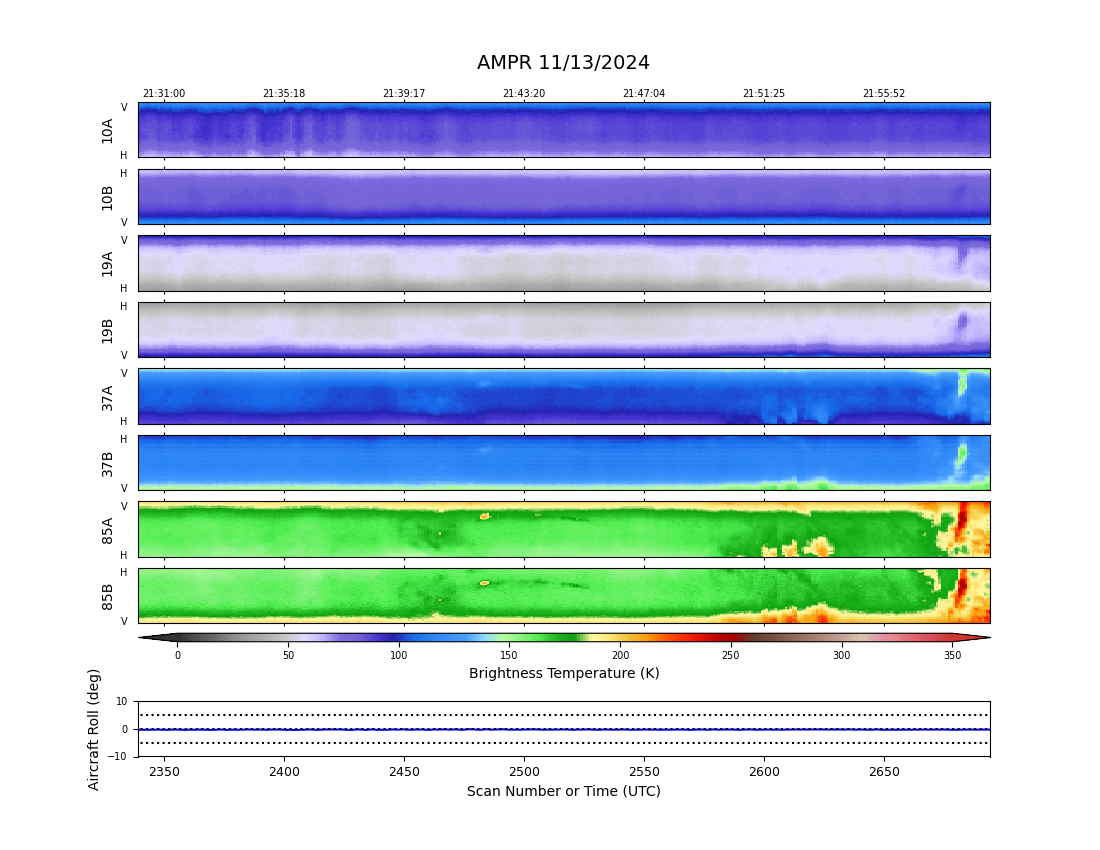 AMPR 11/13/2024
21:31:00 21:35:18 21:39:17 21:43:20 21:47:04 21:51:25 21:55:52
V
10A
H
H
10B
V
V
19A
H
H
19B
V
V
37A
H
H
37B
V
V
85A
H
H
85B
V
0 50 100 150 200 250 300 350
Brightness Temperature (K)
Aircraft Roll (deg)
10
0
−10
2350 2400 2450 2500 2550 2600 2650
Scan Number or Time (UTC)